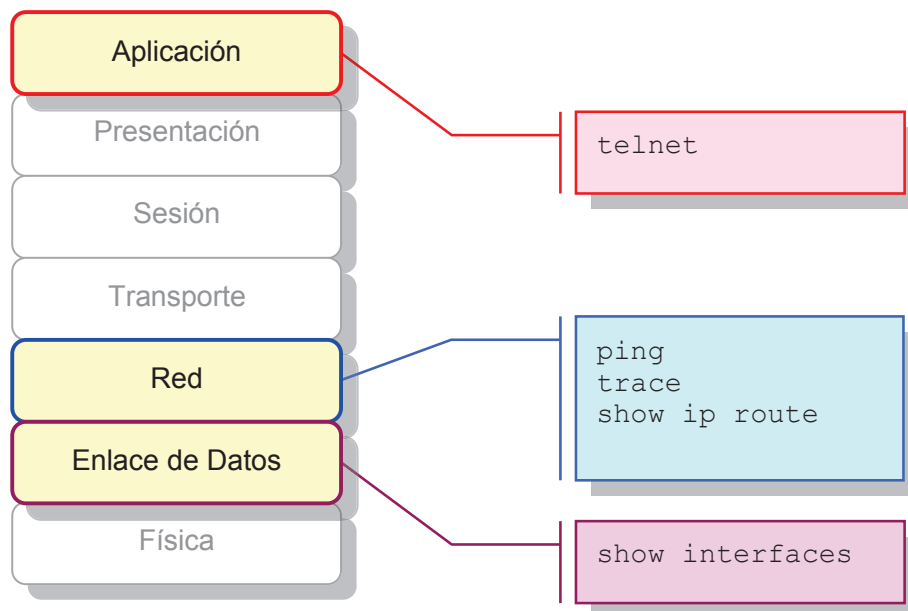 Aplicación
Presentación
Sesión
Transporte
Red
Enlace de Datos
Física
telnet
ping
trace
show ip route
show interfaces